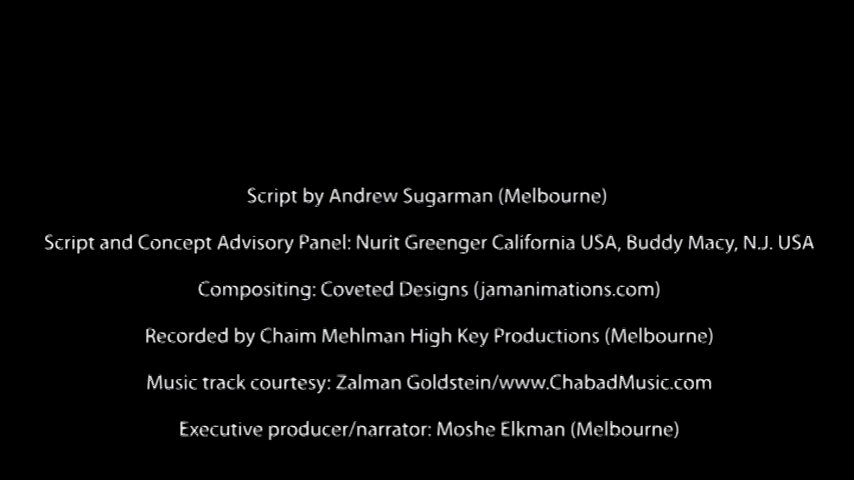 Script by Andrew Sugarman (Melbourne)
Script and Concept Advisory Panel: Nurit Greenger California USA, Buddy Macy, N.J. USA
Compositing: Coveted Designs (jamanimations.com)
Recorded by Chaim Mehlman High Key Productions (Melbourne)
Music track courtesy: Zalman Goldstein/www.ChabadMusic.com
Executive producer/narrator: Moshe Elkman (Melbourne)